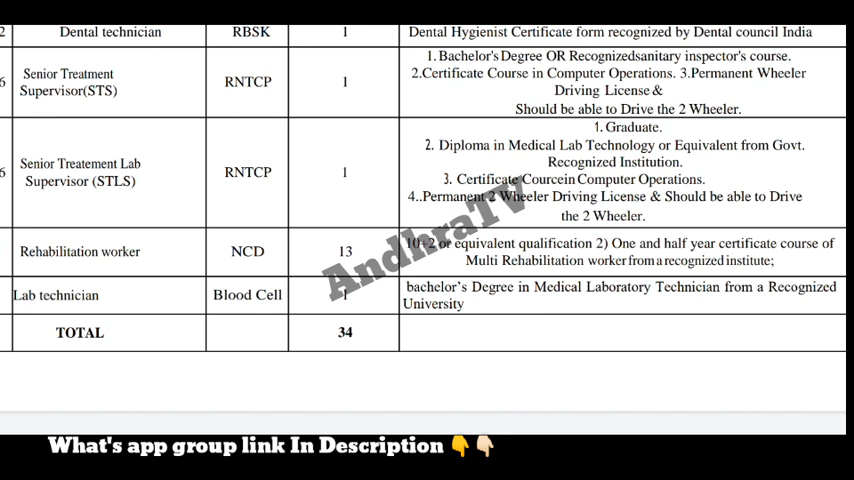 2 Dental technician RBSK 1 Dental Hygienist Certificate form recognized by Dental council India
6 Senior Treatment Supervisor(STS) RNTCP 1 1. Bachelor's Degree OR Recognizedsanitary inspector's course.
2.Certificate Course in Computer Operations. 3.Permanent Wheeler
Driving License &
Should be able to Drive the 2 Wheeler.
6 Senior Treatement Lab Supervisor (STLS) RNTCP 1 1. Graduate.
2. Diploma in Medical Lab Technology or Equivalent from Govt.
Recognized Institution.
3. Certificate Courcein Computer Operations.
4..Permanent 2 Wheeler Driving License & Should be able to Drive
the 2 Wheeler.
Rehabilitation worker NCD 13 10+2 or equivalent qualification 2) One and half year certificate course of
Multi Rehabilitation worker from a recognized institute;
Lab technician Blood Cell 1 bachelor's Degree in Medical Laboratory Technician from a Recognized
University
TOTAL 34
AndhraTV
What's app group link In Description 👇👇🏻